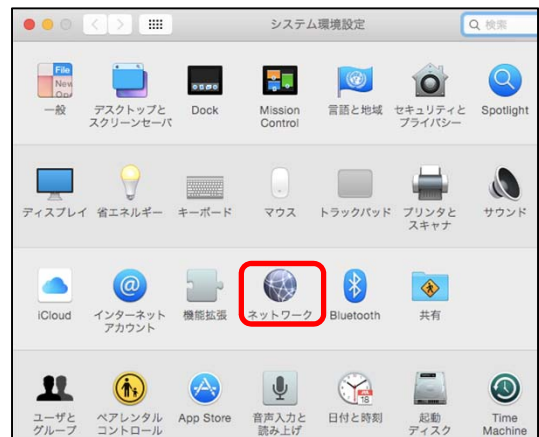 システム環境設定
検索
File
New
Ope
一般
デスクトップと
スクリーンセーバ
Dock
Mission
Control
言語と地域
セキュリティと
プライバシー
Spotlight
ディスプレイ
省エネルギー
キーボード
マウス
トラックパッド
プリンタと
スキャナ
サウンド
iCloud
インターネット
アカウント
機能拡張
ネットワーク
Bluetooth
共有
ユーザと
グループ
ペアレンタル
コントロール
App Store
音声入力と
読み上げ
18
日付と時刻
起動
ディスク
Time
Machine